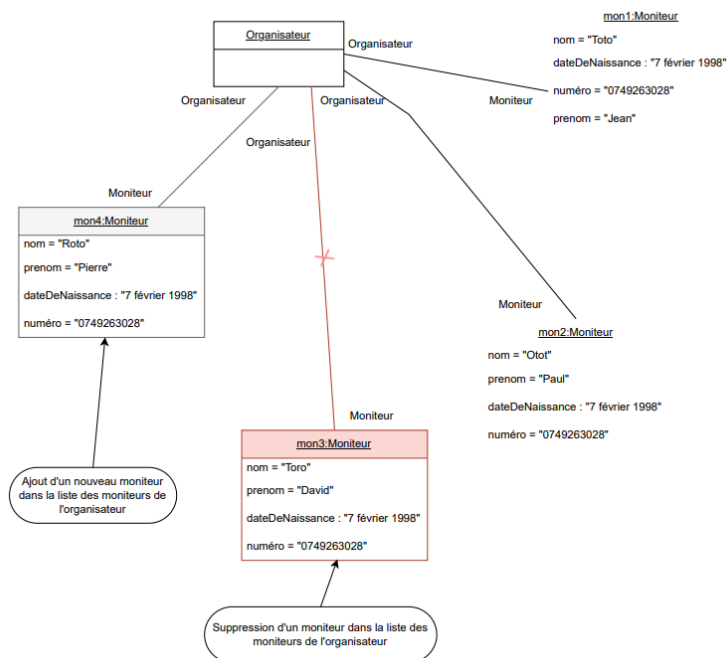 Organisateur
mon1:Moniteur
nom = "Toto"
dateDeNaissance : "7 février 1998"
numéro = "0749263028"
prenom = "Jean"
Organisateur
Moniteur
Organisateur
Organisateur
Organisateur
Moniteur
mon4:Moniteur
nom = "Roto"
prenom = "Pierre"
dateDeNaissance : "7 février 1998"
numéro = "0749263028"
Moniteur
mon2:Moniteur
nom = "Otot"
prenom = "Paul"
dateDeNaissance : "7 février 1998"
numéro = "0749263028"
Moniteur
mon3:Moniteur
nom = "Toro"
prenom = "David"
dateDeNaissance : "7 février 1998"
numéro = "0749263028"
Ajout d'un nouveau moniteur
dans la liste des moniteurs de
l'organisateur
Suppression d'un moniteur dans la liste des
moniteurs de l'organisateur